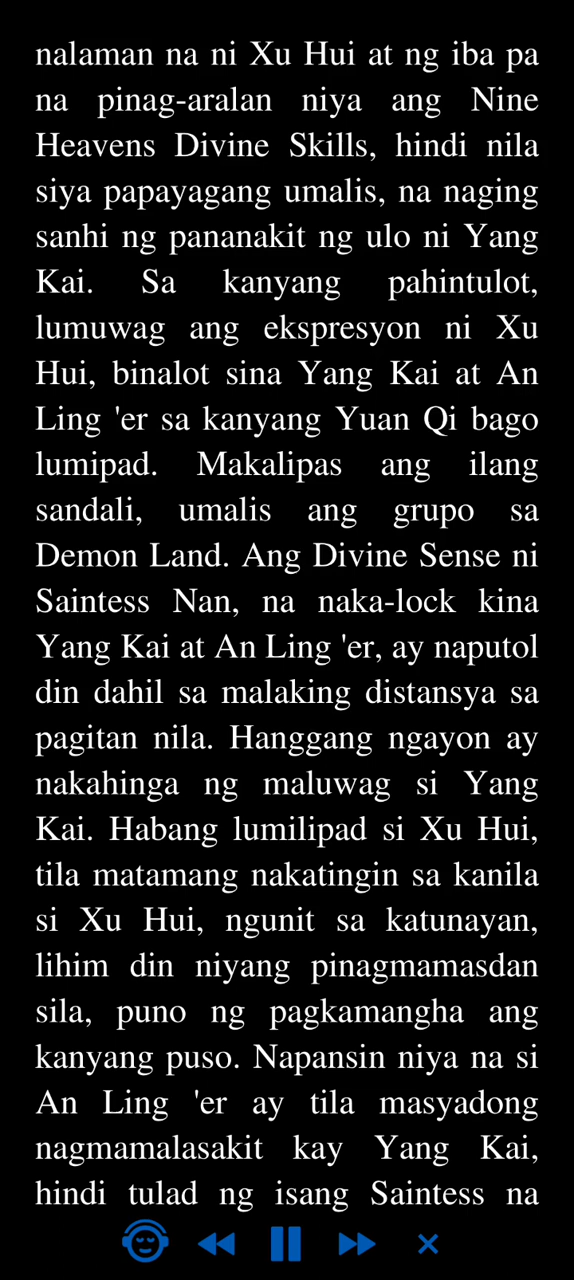 nalaman na ni Xu Hui at ng iba pa
na pinag-aralan niya ang Nine
Heavens Divine Skills, hindi nila
siya papayagang umalis, na naging
sanhi ng pananakit ng ulo ni Yang
Kai. Sa kanyang pahintulot,
lumuwag ang ekspresyon ni Xu
Hui, binalot sina Yang Kai at An
Ling 'er sa kanyang Yuan Qi bago
lumipad. Makalipas ang ilang
sandali, umalis ang grupo sa
Demon Land. Ang Divine Sense ni
Saintess Nan, na naka-lock kina
Yang Kai at An Ling 'er, ay naputol
din dahil sa malaking distansya sa
pagitan nila. Hanggang ngayon ay
nakahinga ng maluwag si Yang
Kai. Habang lumilipad si Xu Hui,
tila matamang nakatingin sa kanila
si Xu Hui, ngunit sa katunayan,
lihim din niyang pinagmamasdan
sila, puno ng pagkamangha ang
kanyang puso. Napansin niya na si
An Ling 'er ay tila masyadong
nagmamalasakit kay Yang Kai,
hindi tulad ng isang Saintess na